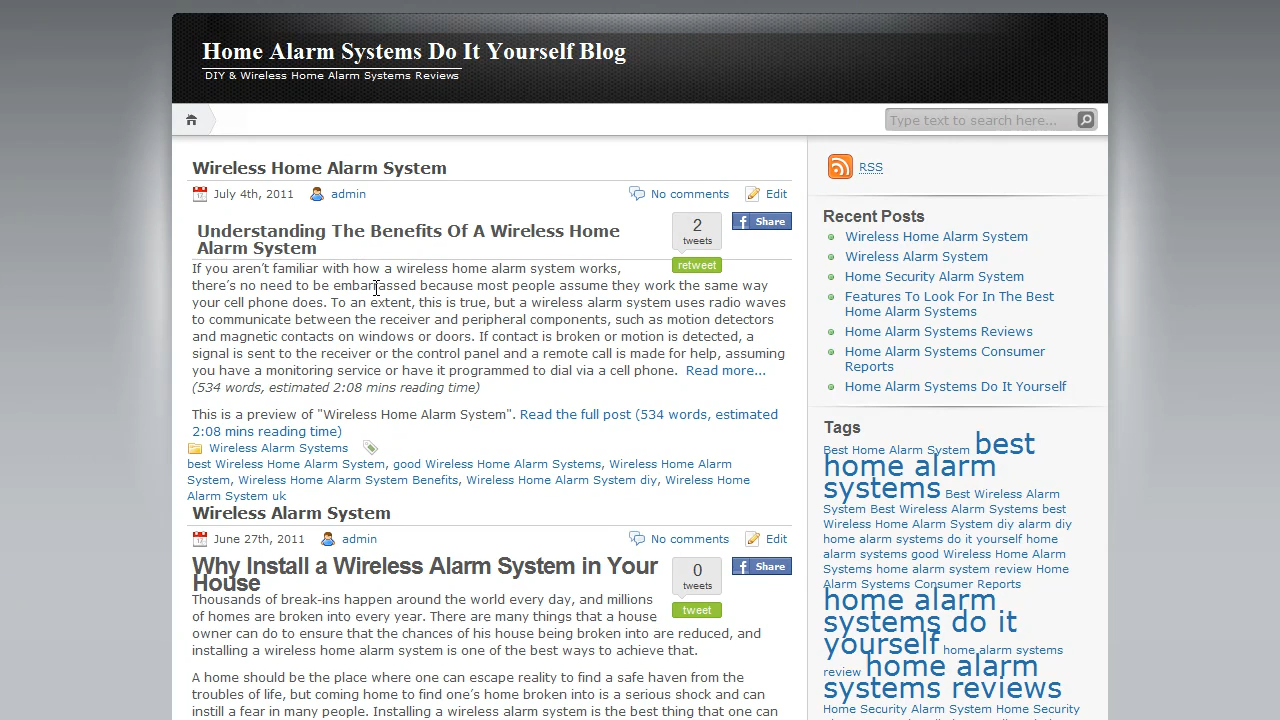 Home Alarm Systems Do It Yourself Blog
DIY & Wireless Home Alarm Systems Reviews
Type text to search here...
Wireless Home Alarm System
July 4th, 2011 admin No comments Edit
Understanding The Benefits Of A Wireless Home
Alarm System
2
tweets
retweet
Share
If you aren't familiar with how a wireless home alarm system works,
there's no need to be embarrassed because most people assume they work the same way
your cell phone does. To an extent, this is true, but a wireless alarm system uses radio waves
to communicate between the receiver and peripheral components, such as motion detectors
and magnetic contacts on windows or doors. If contact is broken or motion is detected, a
signal is sent to the receiver or the control panel and a remote call is made for help, assuming
you have a monitoring service or have it programmed to dial via a cell phone. Read more...
(534 words, estimated 2:08 mins reading time)
This is a preview of "Wireless Home Alarm System". Read the full post (534 words, estimated
2:08 mins reading time)
Wireless Alarm Systems
best Wireless Home Alarm System, good Wireless Home Alarm Systems, Wireless Home Alarm
System, Wireless Home Alarm System Benefits, Wireless Home Alarm System diy, Wireless Home
Alarm System uk
Wireless Alarm System
June 27th, 2011 admin No comments Edit
Why Install a Wireless Alarm System in Your
House
0
tweets
tweet
Share
Thousands of break-ins happen around the world every day, and millions
of homes are broken into every year. There are many things that a house
owner can do to ensure that the chances of his house being broken into are reduced, and
installing a wireless home alarm system is one of the best ways to achieve that.
A home should be the place where one can escape reality to find a safe haven from the
troubles of life, but coming home to find one's home broken into is a serious shock and can
instill a fear in many people. Installing a wireless alarm system is the best thing that one can
RSS
Recent Posts
Wireless Home Alarm System
Wireless Alarm System
Home Security Alarm System
Features To Look For In The Best
Home Alarm Systems
Home Alarm Systems Reviews
Home Alarm Systems Consumer
Reports
Home Alarm Systems Do It Yourself
Tags
Best Home Alarm System best
home alarm
systems Best Wireless Alarm
System Best Wireless Alarm Systems best
Wireless Home Alarm System diy alarm diy
home alarm systems do it yourself home
alarm systems good Wireless Home Alarm
Systems home alarm system review Home
Alarm Systems Consumer Reports
home alarm
systems do it
yourself home alarm systems
review home alarm
systems reviews
Home Security Alarm System Home Security